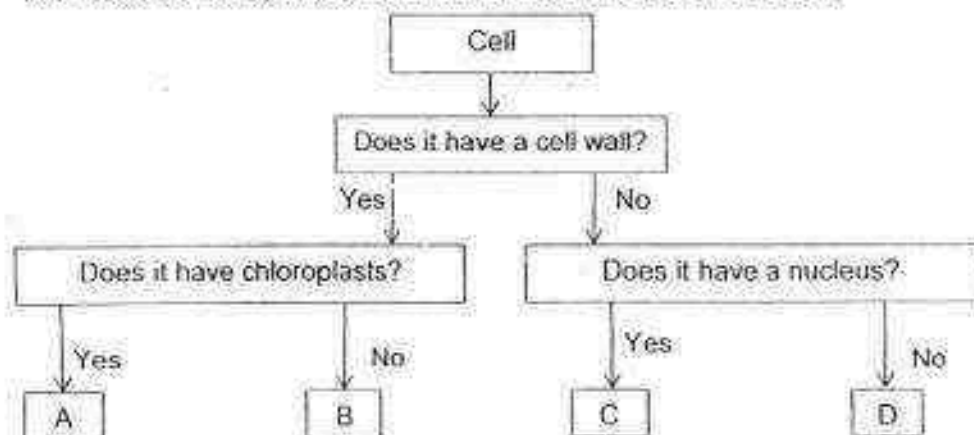 Cell
Does it have a cell wall?
Yes
No
Does it have chloroplasts?
Does it have a nucleus?
Yes
No
Yes
No
A
B
C
D